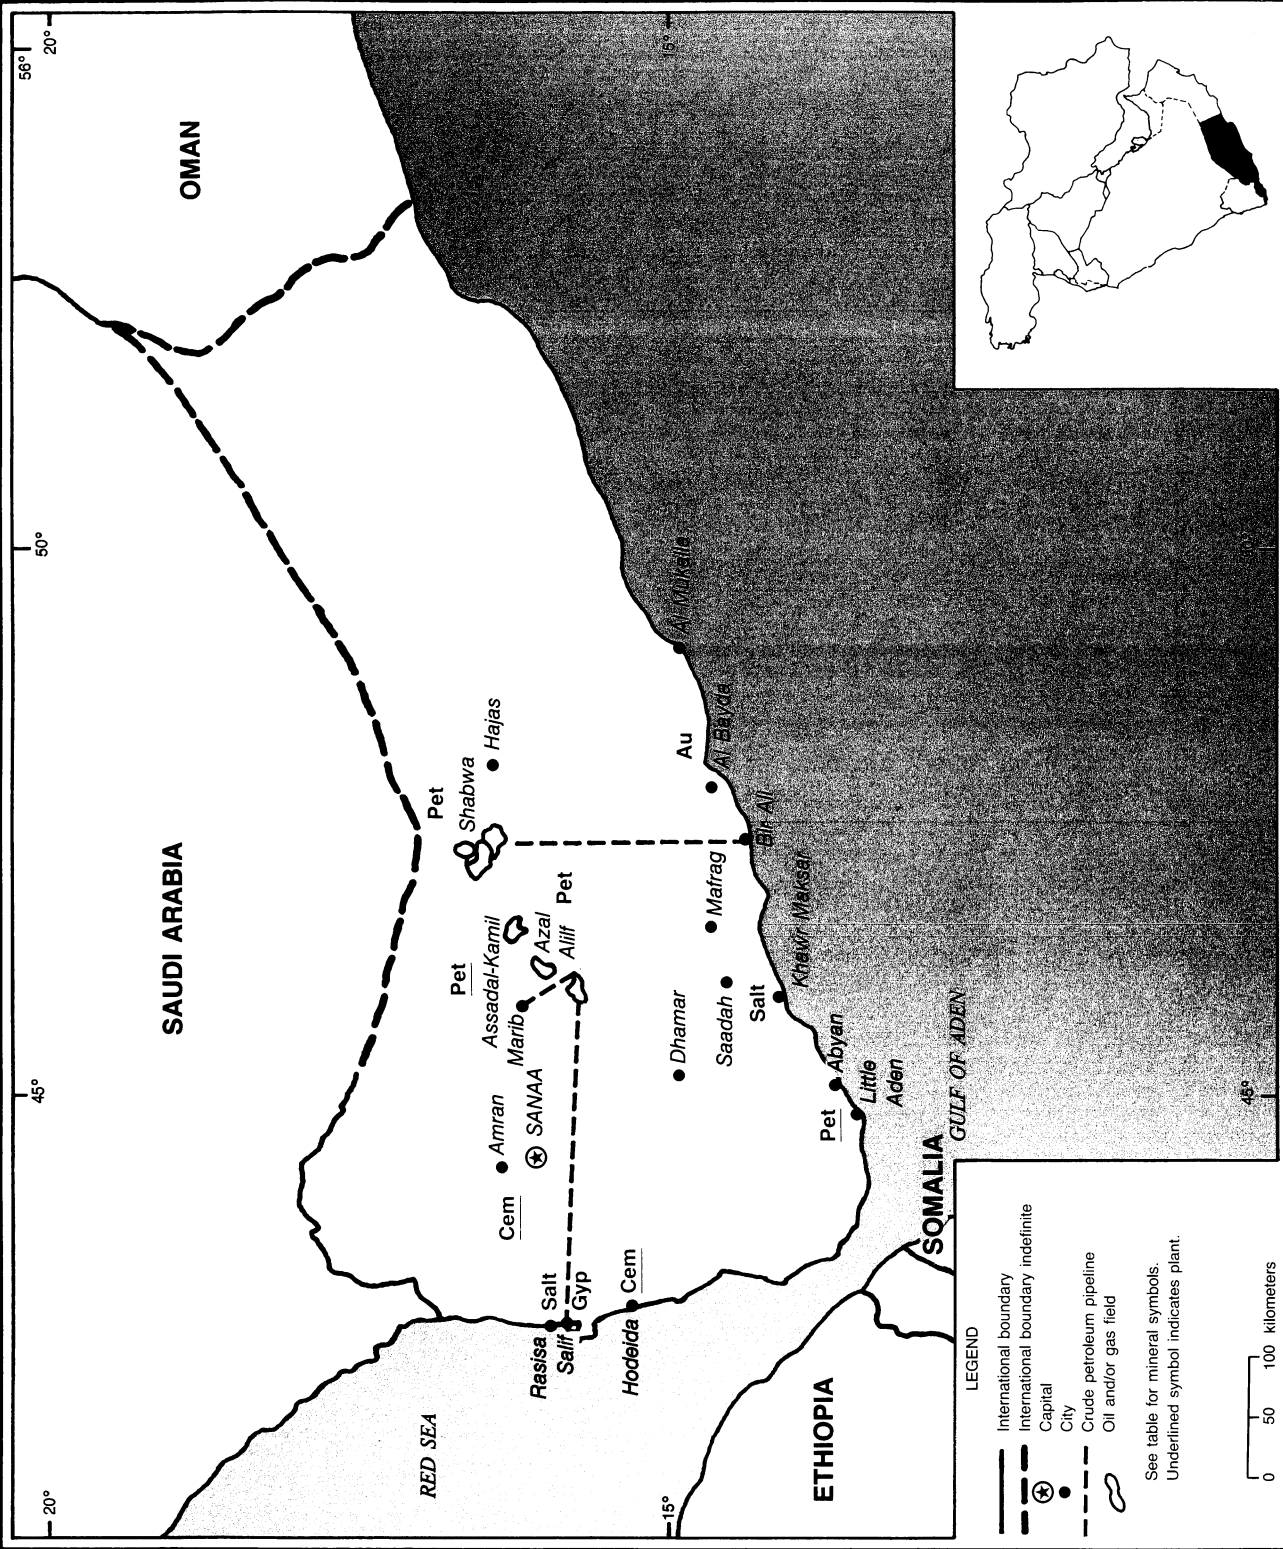 56°
20°
OMAN
15°
50°
SAUDI ARABIA
Pet
Shabwa
Hajas
Au
Al Mukalla
Al Bayda
Bir Ali
Pet
Assadal-Kamil
Azal
Alilf
Pet
Marib
Mafrag
Khawr Maksar
Dhamar
Saadah
Salt
45°
Amran
SANAA
Cem
Abyan
Little
Aden
Pet
GULF OF ADEN
45°
SOMALIA
Salt
Gyp
Cem
Rasisa
Salif
Hodeida
RED SEA
ETHIOPIA
20°
15°
LEGEND
International boundary
International boundary indefinite
Capital
City
Crude petroleum pipeline
Oil and/or gas field
See table for mineral symbols.
Underlined symbol indicates plant.
0 50 100 kilometers